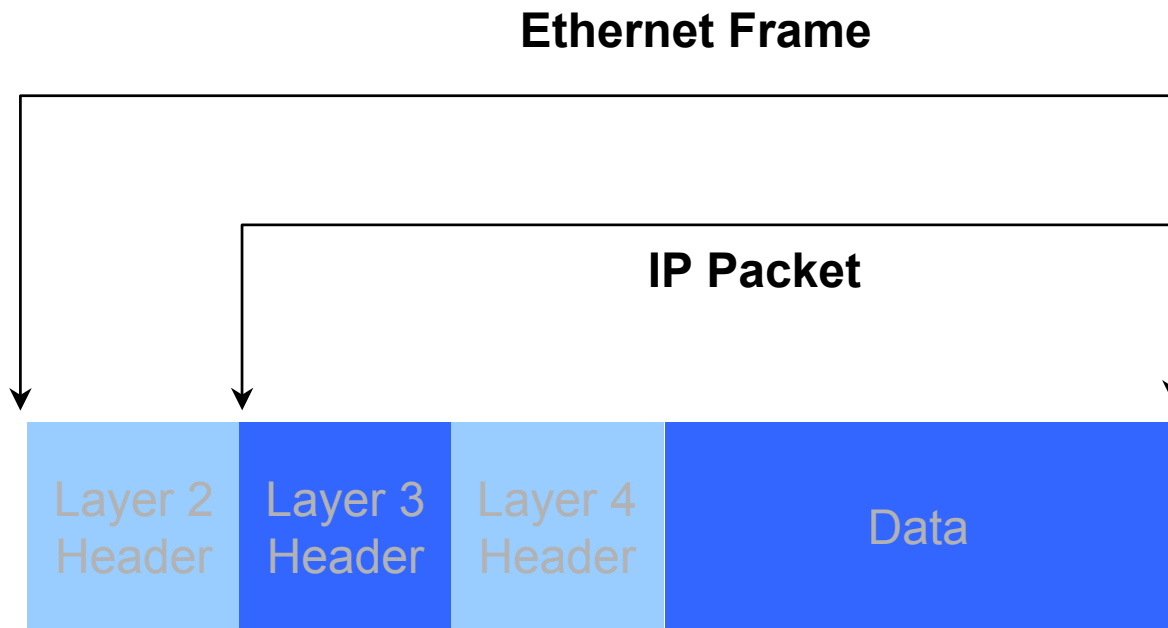 Ethernet Frame
IP Packet
Layer 2
Header
Layer 3
Header
Layer 4
Header
Data